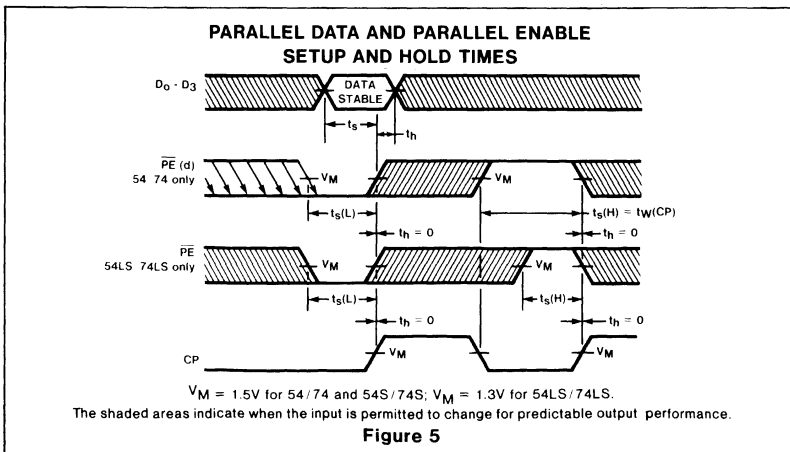 PARALLEL DATA AND PARALLEL ENABLE
SETUP AND HOLD TIMES
D0 - D3
DATA
STABLE
ts
th
PE (d)
54 74 only
VM
VM
ts(L)
ts(H) = tW(CP)
th = 0
th = 0
PE
54LS 74LS only
VM
VM
ts(L)
ts(H)
th = 0
th = 0
CP
VM
VM
VM = 1.5V for 54/74 and 54S/74S; VM = 1.3V for 54LS/74LS.
The shaded areas indicate when the input is permitted to change for predictable output performance.
Figure 5